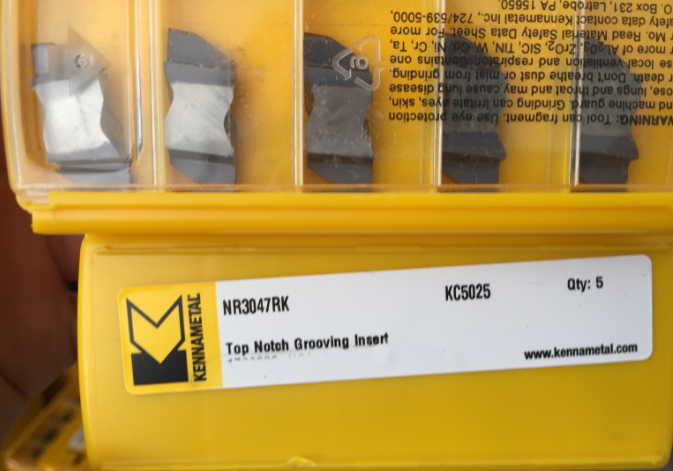 WARNING: Tool can fragment. Use eye protection
nd machine guard. Grinding can irritate eyes, skin,
ose, lungs and throat and may cause lung disease
r death. Don't breathe dust or mist from grinding.
se local ventilation and respirator. Contains one
r more of Al2O3, ZrO2, SiC, TiN, W, Co, Ni, Cr, Ta,
r Mo. Read Material Safety Data Sheet. For more
afety data contact Kennametal Inc., 724/539-5000,
O. Box 231, Latrobe, PA. 15650
KENNAMETAL
NR3047RK KC5025 Qty: 5
Top Notch Grooving Insert
www.kennametal.com